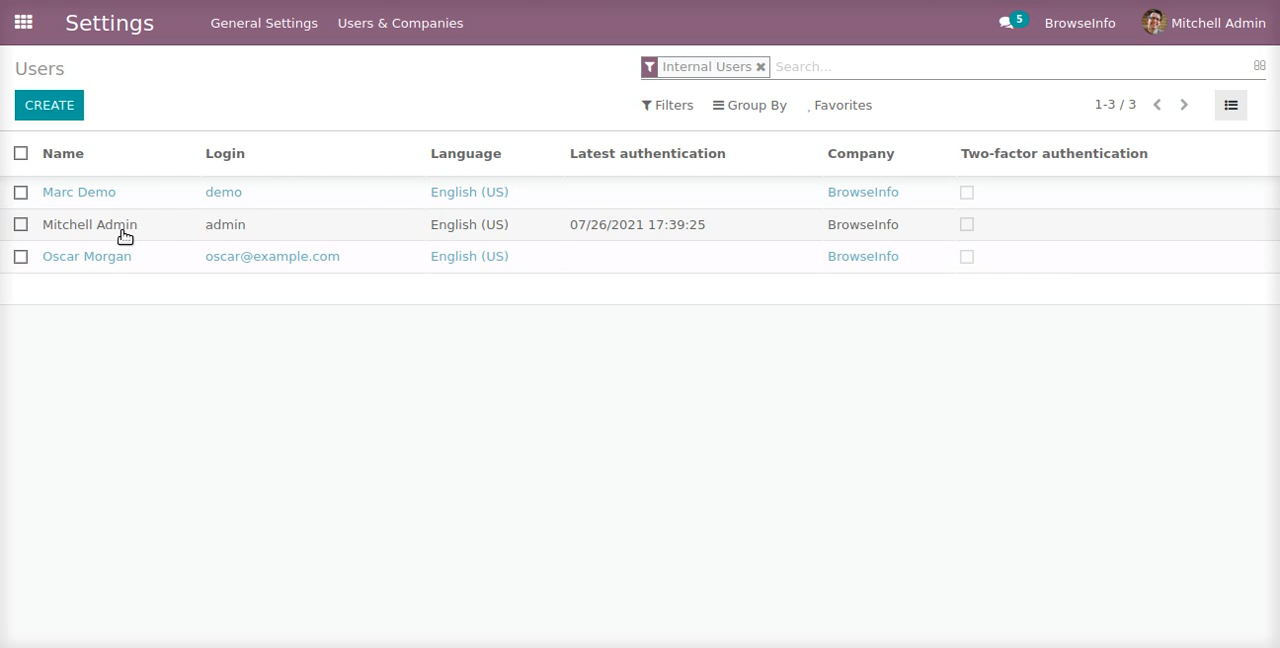 Settings General Settings Users & Companies 5 BrowseInfo Mitchell Admin
Users Internal Users Search...
CREATE Filters Group By Favorites 1-3 / 3
Name Login Language Latest authentication Company Two-factor authentication
Marc Demo demo English (US) BrowseInfo
Mitchell Admin admin English (US) 07/26/2021 17:39:25 BrowseInfo
Oscar Morgan oscar@example.com English (US) BrowseInfo